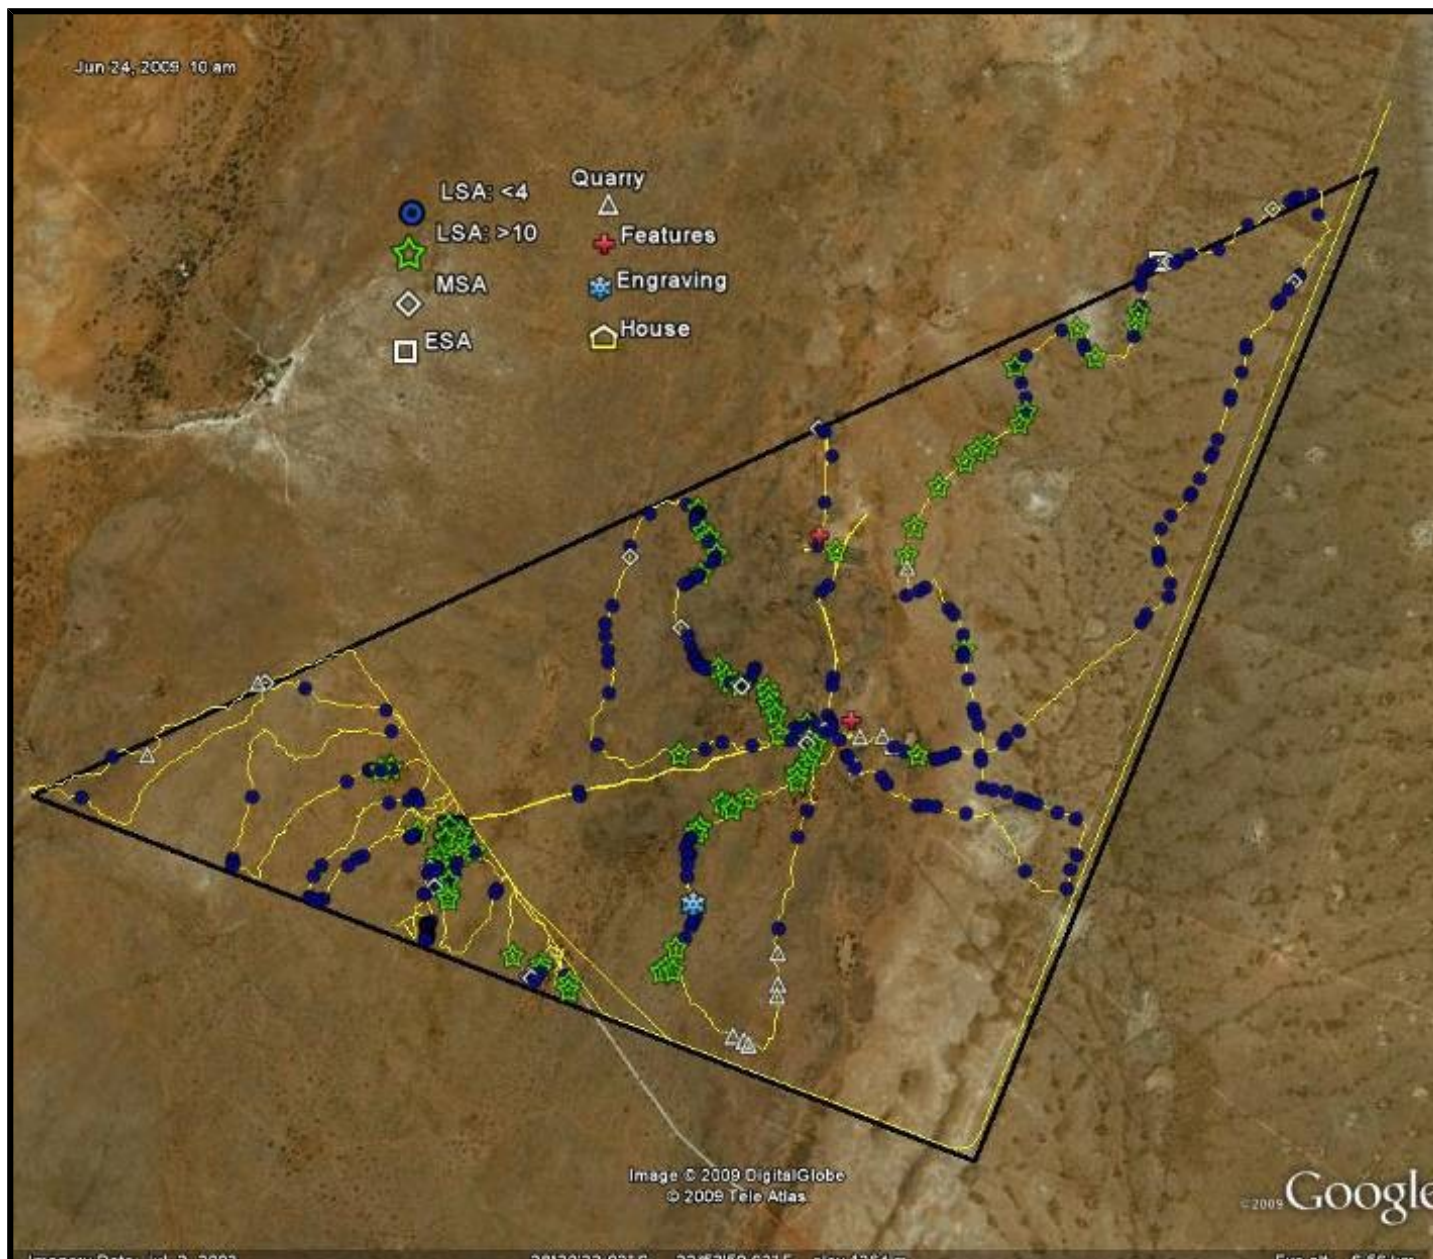 Jun 24, 2009 10 am
LSA: <4
LSA: >10
MSA
ESA
Quarry
Features
Engraving
House
Image © 2009 DigitalGlobe
© 2009 Tele Atlas
©2009 Google